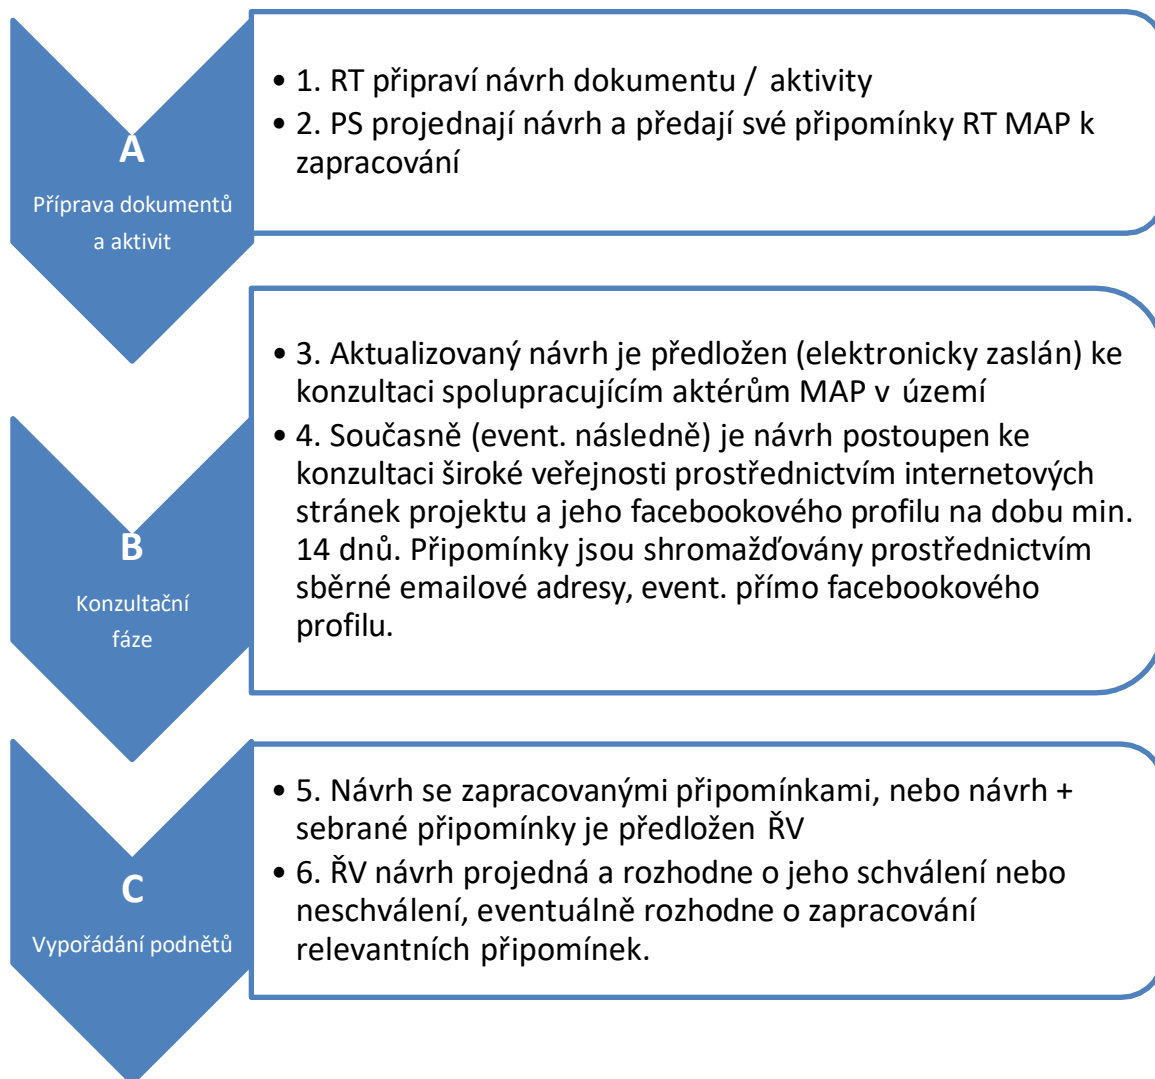 A
Příprava dokumentů
a aktivit
• 1. RT připraví návrh dokumentu / aktivity
• 2. PS projednají návrh a předají své připomínky RT MAP k
zapracování
B
Konzultační
fáze
• 3. Aktualizovaný návrh je předložen (elektronicky zaslán) ke
konzultaci spolupracujícím aktérům MAP v území
• 4. Současně (event. následně) je návrh postoupen ke
konzultaci široké veřejnosti prostřednictvím internetových
stránek projektu a jeho facebookového profilu na dobu min.
14 dnů. Připomínky jsou shromažďovány prostřednictvím
sběrné emailové adresy, event. přímo facebookového
profilu.
C
Vypořádání podnětů
• 5. Návrh se zapracovanými připomínkami, nebo návrh +
sebrané připomínky je předložen ŘV
• 6. ŘV návrh projedná a rozhodne o jeho schválení nebo
neschválení, eventuálně rozhodne o zapracování
relevantních připomínek.